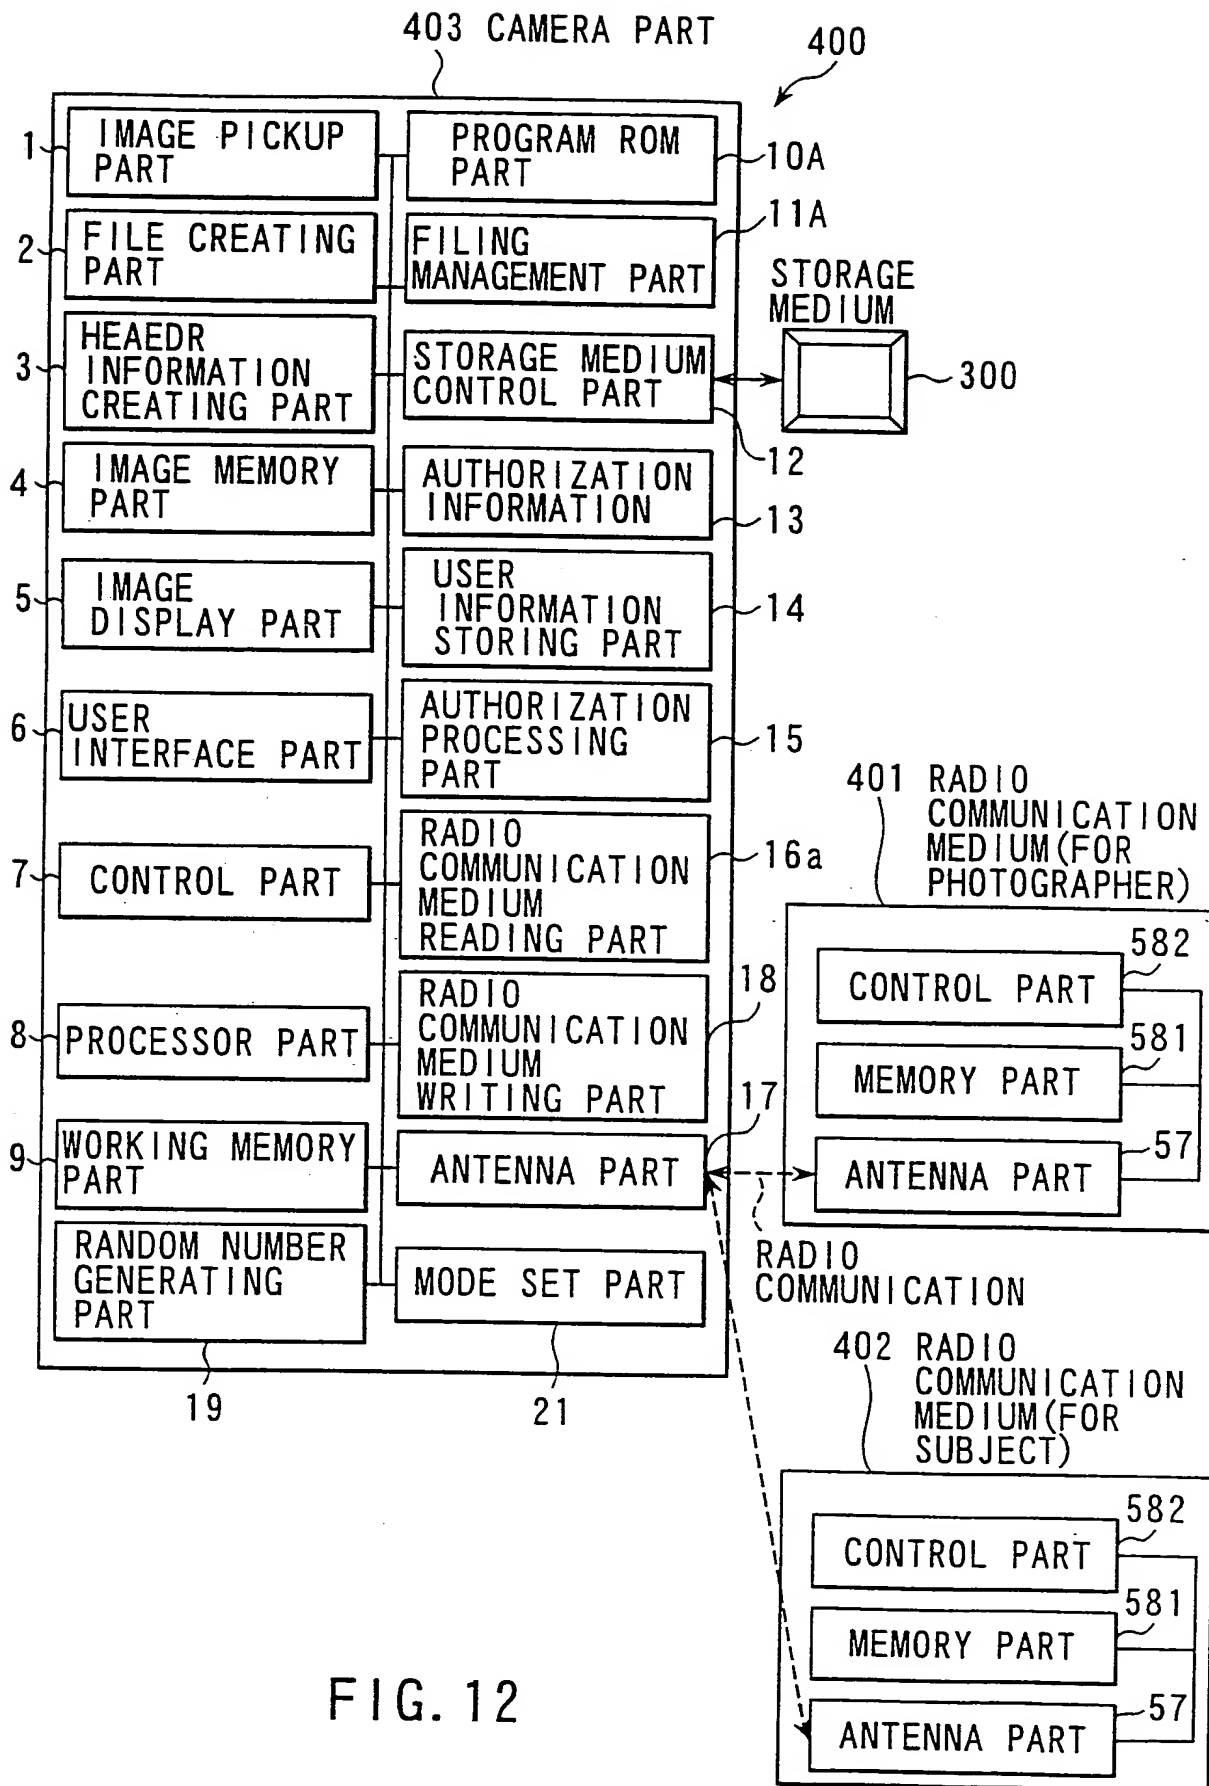 403 CAMERA PART
400
1
IMAGE PICKUP
PART
PROGRAM ROM
PART
10A
2
FILE CREATING
PART
FILING
MANAGEMENT PART
11A
STORAGE
MEDIUM
3
HEAEDR
INFORMATION
CREATING PART
STORAGE MEDIUM
CONTROL PART
300
12
4
IMAGE MEMORY
PART
AUTHORIZATION
INFORMATION
13
5
IMAGE
DISPLAY PART
USER
INFORMATION
STORING PART
14
6
USER
INTERFACE PART
AUTHORIZATION
PROCESSING
PART
15
7
CONTROL PART
RADIO
COMMUNICATION
MEDIUM
READING PART
16a
8
PROCESSOR PART
RADIO
COMMUNICATION
MEDIUM
WRITING PART
18
9
WORKING MEMORY
PART
ANTENNA PART
17
RANDOM NUMBER
GENERATING
PART
MODE SET PART
19
21
401 RADIO
COMMUNICATION
MEDIUM(FOR
PHOTOGRAPHER)
582
CONTROL PART
581
MEMORY PART
57
ANTENNA PART
RADIO
COMMUNICATION
402 RADIO
COMMUNICATION
MEDIUM(FOR
SUBJECT)
582
CONTROL PART
581
MEMORY PART
57
ANTENNA PART
FIG. 12